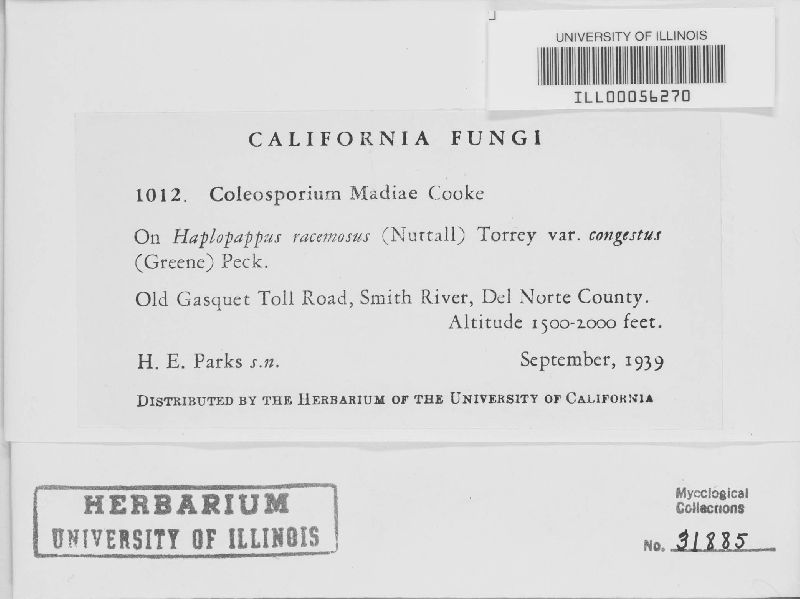 UNIVERSITY OF ILLINOIS
ILL00056270
CALIFORNIA FUNGI
1012. Coleosporium Madiae Cooke
On Haplopappus racemosus (Nuttall) Torrey var. congestus
(Greene) Peck.
Old Gasquet Toll Road, Smith River, Del Norte County.
Altitude 1500-2000 feet.
H. E. Parks s.n.
September, 1939
DISTRIBUTED BY THE HERBARIUM OF THE UNIVERSITY OF CALIFORNIA
HERBARIUM
UNIVERSITY OF ILLINOIS
Mycological
Collections
No. 31885